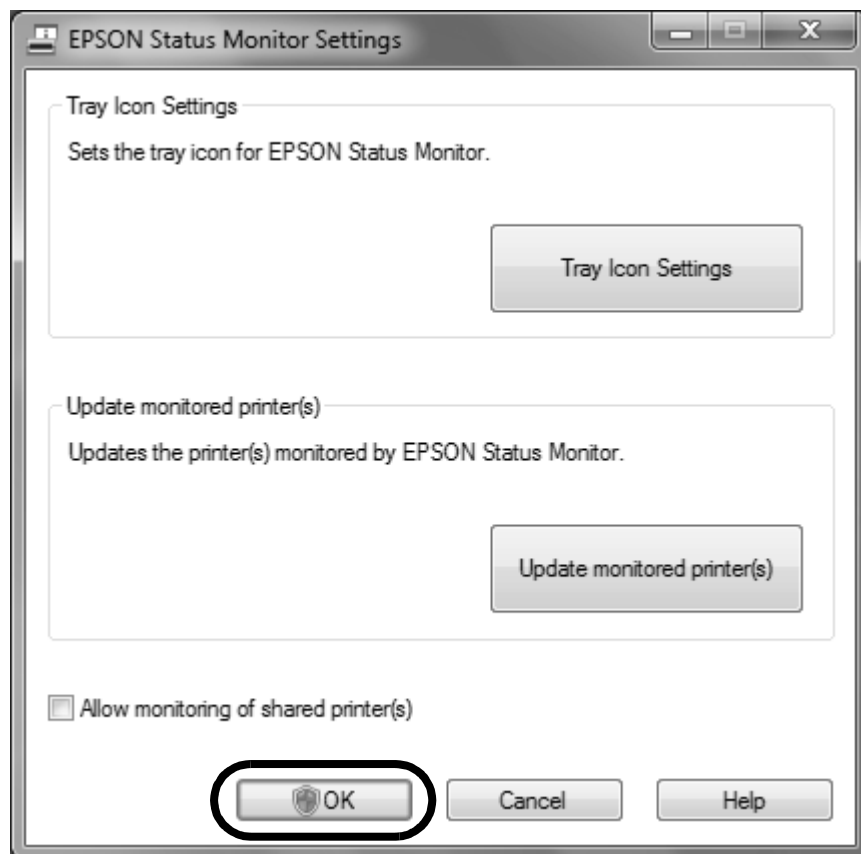 EPSON Status Monitor Settings
Tray Icon Settings
Sets the tray icon for EPSON Status Monitor.
Tray Icon Settings
Update monitored printer(s)
Updates the printer(s) monitored by EPSON Status Monitor.
Update monitored printer(s)
Allow monitoring of shared printer(s)
OK
Cancel
Help